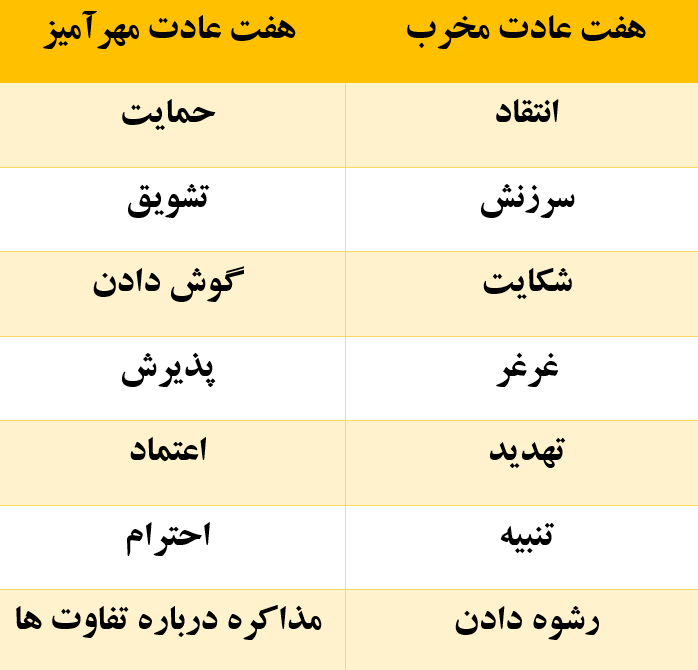 هفت عادت مخرب	هفت عادت مهرآمیز
انتقاد	حمایت
سرزنش	تشویق
شکایت	گوش دادن
غرغر	پذیرش
تهدید	اعتماد
تنبیه	احترام
رشوه دادن	مذاکره درباره تفاوت ها